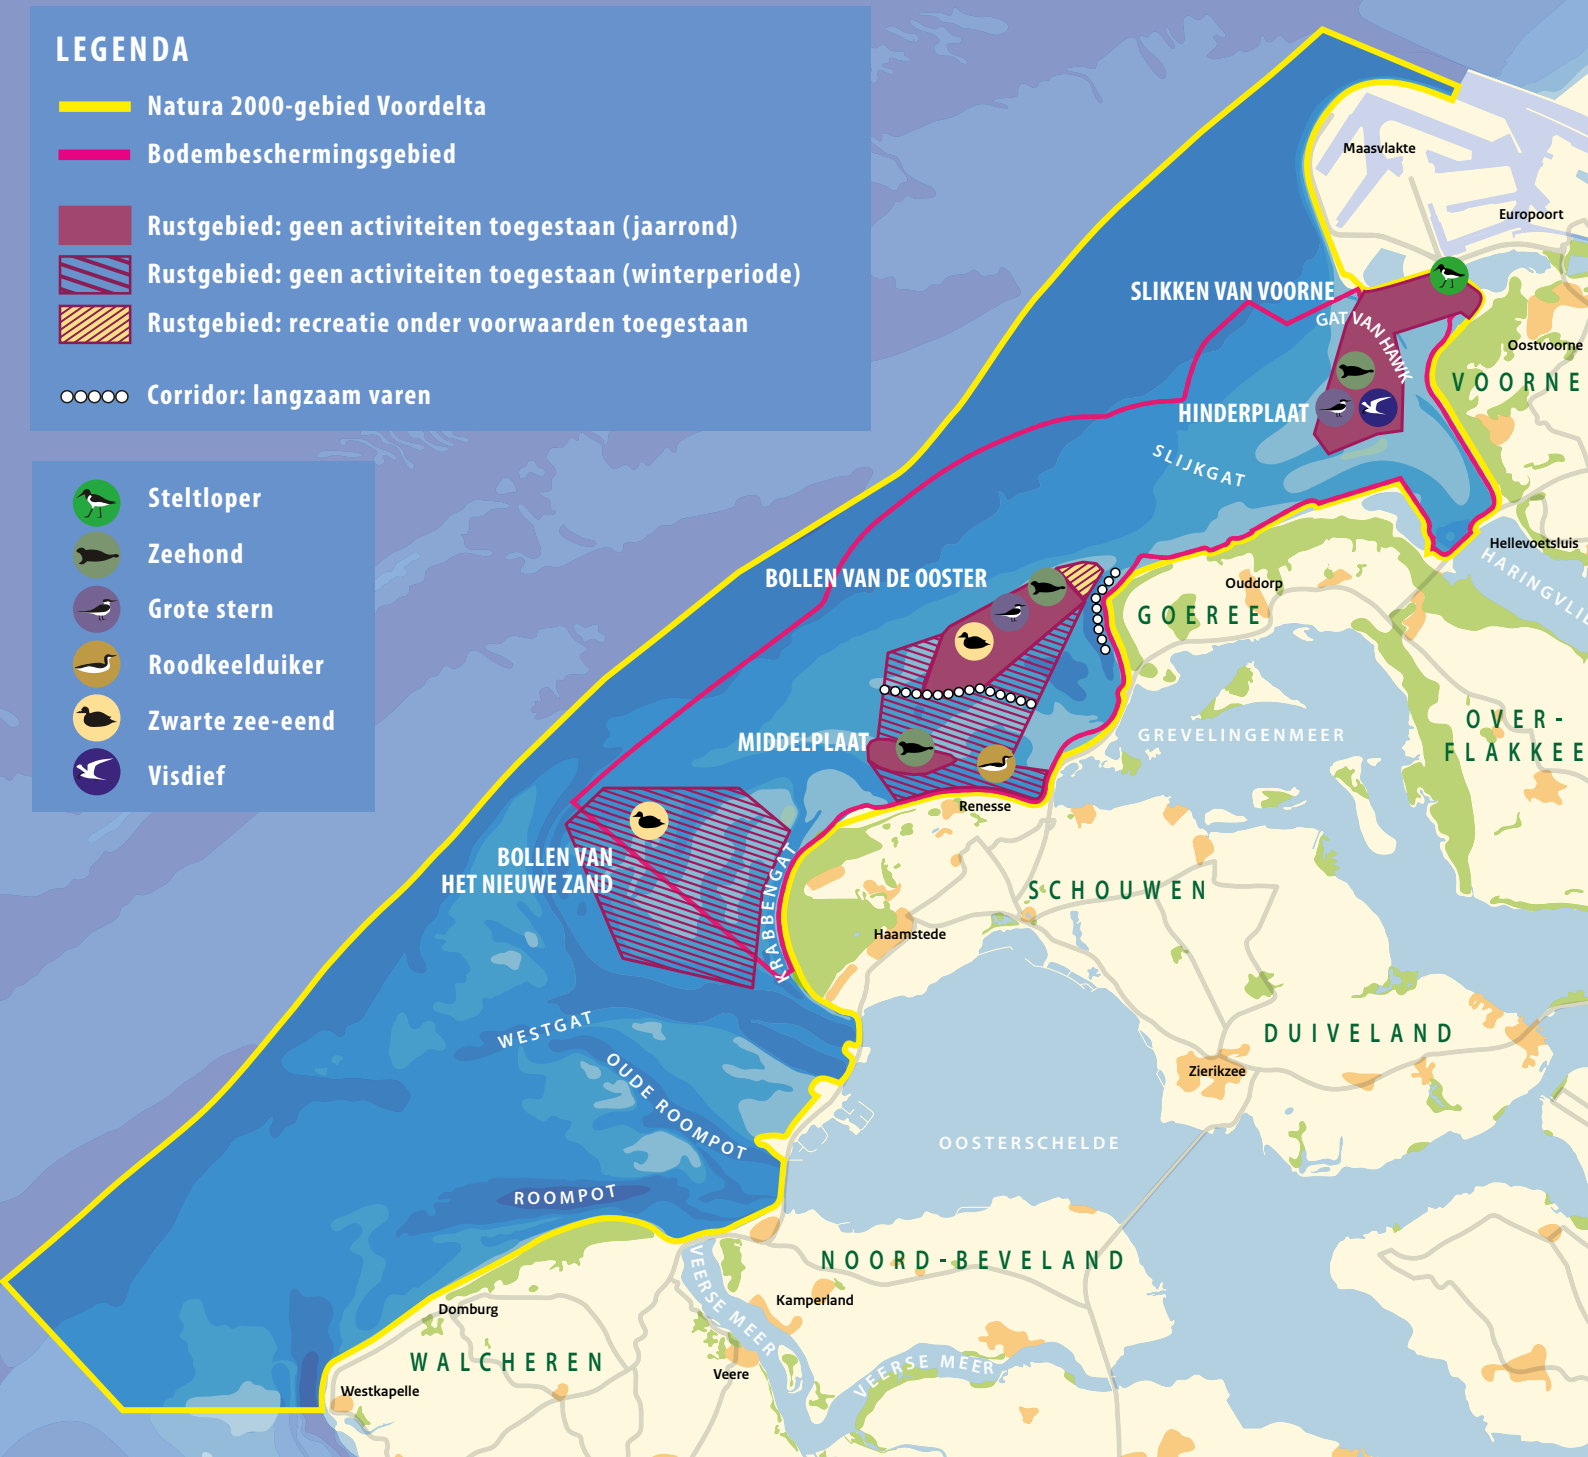 LEGENDA
Natura 2000-gebied Voordelta
Bodembeschermingsgebied
Rustgebied: geen activiteiten toegestaan (jaarrond)
Rustgebied: geen activiteiten toegestaan (winterperiode)
Rustgebied: recreatie onder voorwaarden toegestaan
Corridor: langzaam varen
Steltloper
Zeehond
Grote stern
Roodkeelduiker
Zwarte zee-eend
Visdief
Maasvlakte
Europoort
SLIKKEN VAN VOORNE
GAT VAN HAWK
Oostvoorne
VOORNE
HINDERPLAAT
SLIJKGAT
Hellevoetsluis
HARINGVLIE
BOLLEN VAN DE OOSTER
Ouddorp
GOEREE
OVER-
FLAKKEE
GREVELINGENMEER
MIDDELPLAAT
Renesse
BOLLEN VAN
HET NIEUWE ZAND
KRABBENGAT
SCHOUWEN
Haamstede
WESTGAT
OUDE ROOMPOT
DUIVELAND
Zierikzee
OOSTERSCHELDE
ROOMPOT
NOORD-BEVELAND
VEERSE MEER
Kamperland
Domburg
WALCHEREN
Veere
VEERSE MEER
Westkapelle